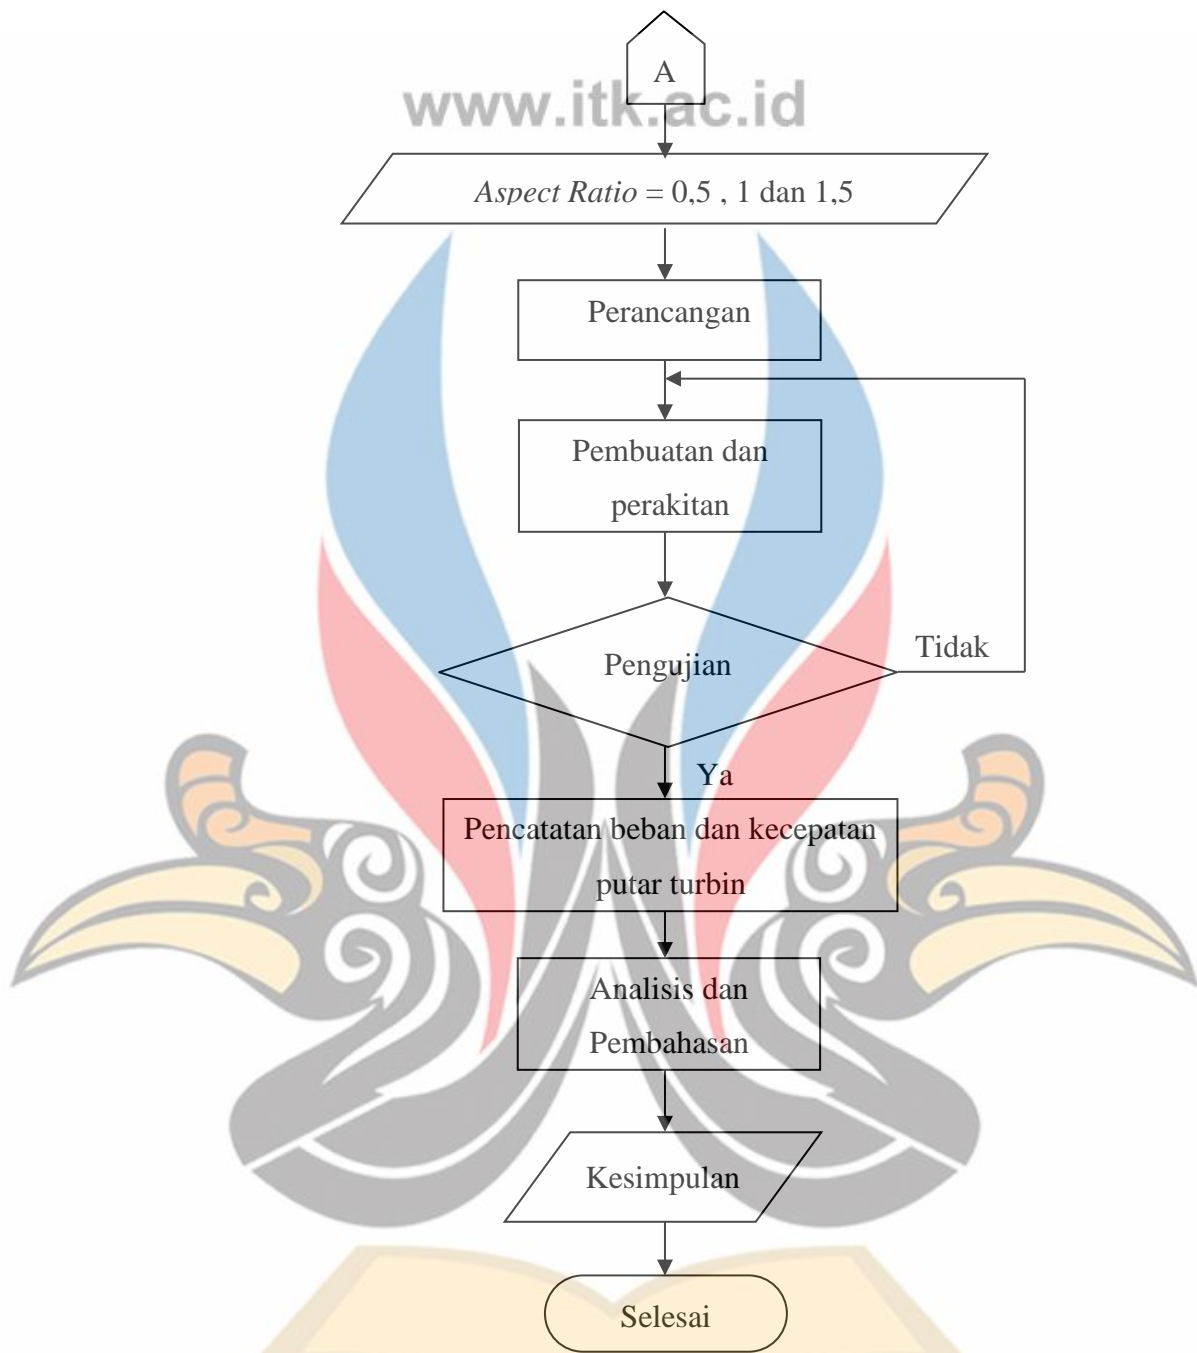 A
www.itk.ac.id
Aspect Ratio = 0,5 , 1 dan 1,5
Perancangan
Pembuatan dan
perakitan
Pengujian
Tidak
Ya
Pencatatan beban dan kecepatan
putar turbin
Analisis dan
Pembahasan
Kesimpulan
Selesai